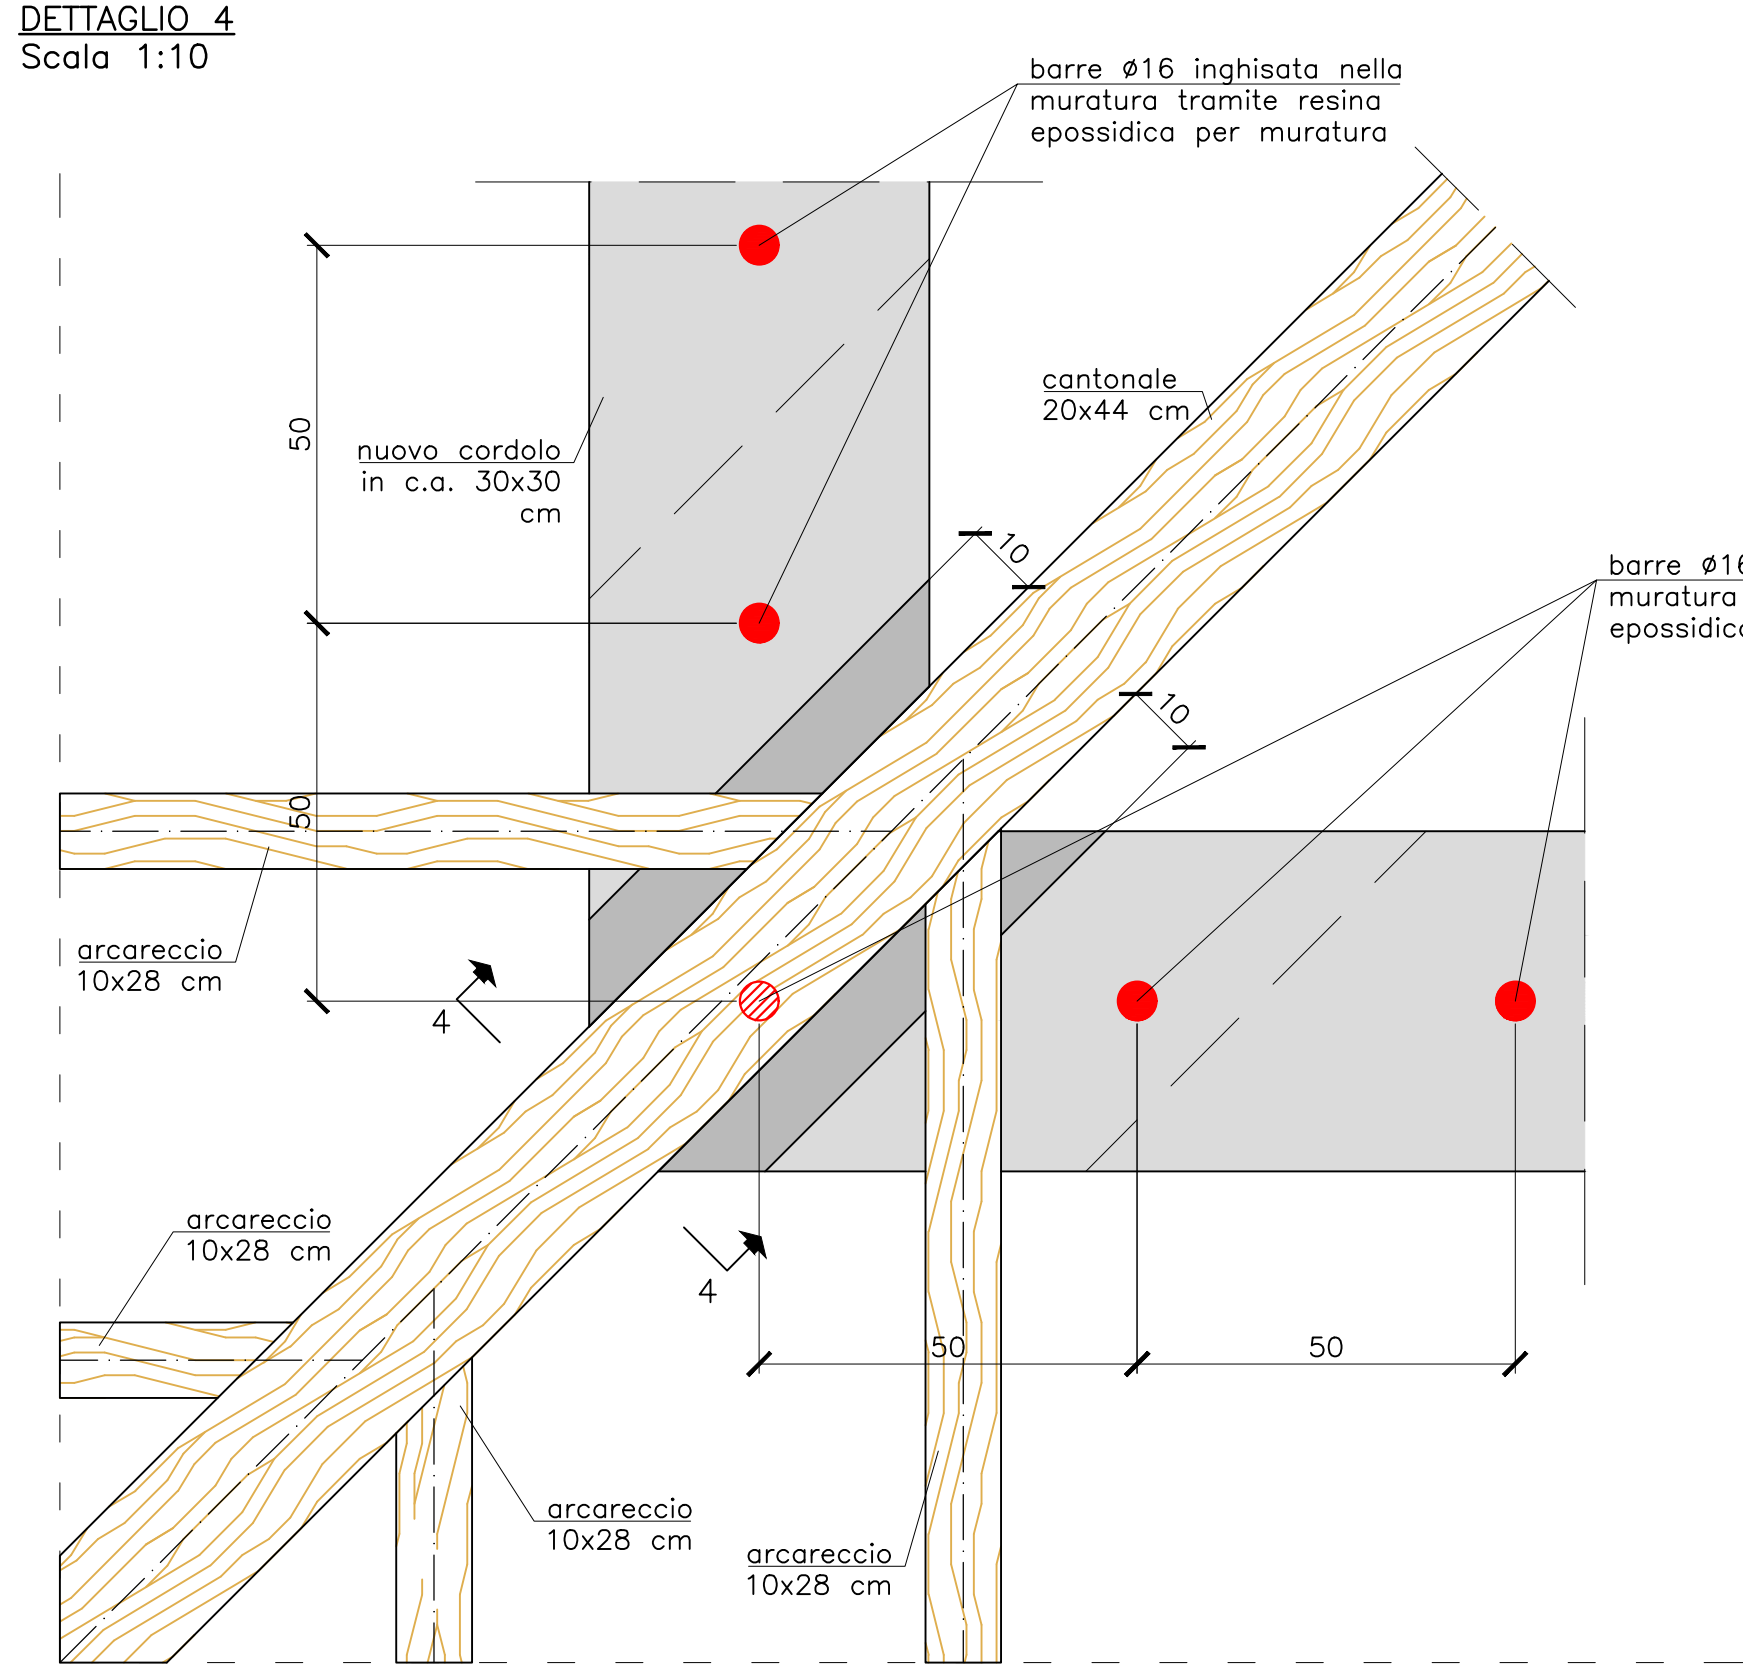 DETTAGLIO 4
Scala 1:10
barre ø16 inghisata nella
muratura tramite resina
epossidica per muratura
cantonale
20x44 cm
50
nuovo cordolo
in c.a. 30x30
cm
10
barre
muratura
10
50
arcareccio
10x28 cm
4
arcareccio
10x28 cm
4
50
50
arcareccio
10x28 cm
arcareccio
10x28 cm